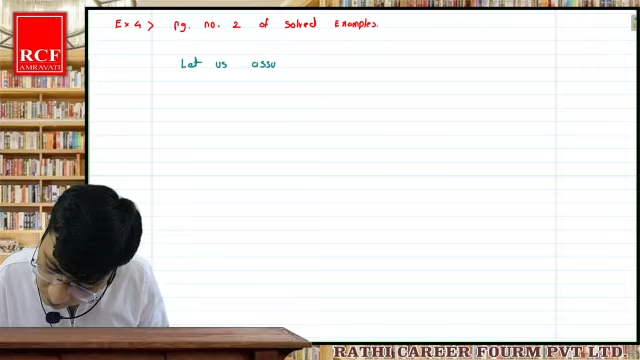 Ex 4 > pg. no. 2 of Solved Examples.
RCF
AMRAVATI
Let us assu
RATHI CAREER FOURM PVT LTD.